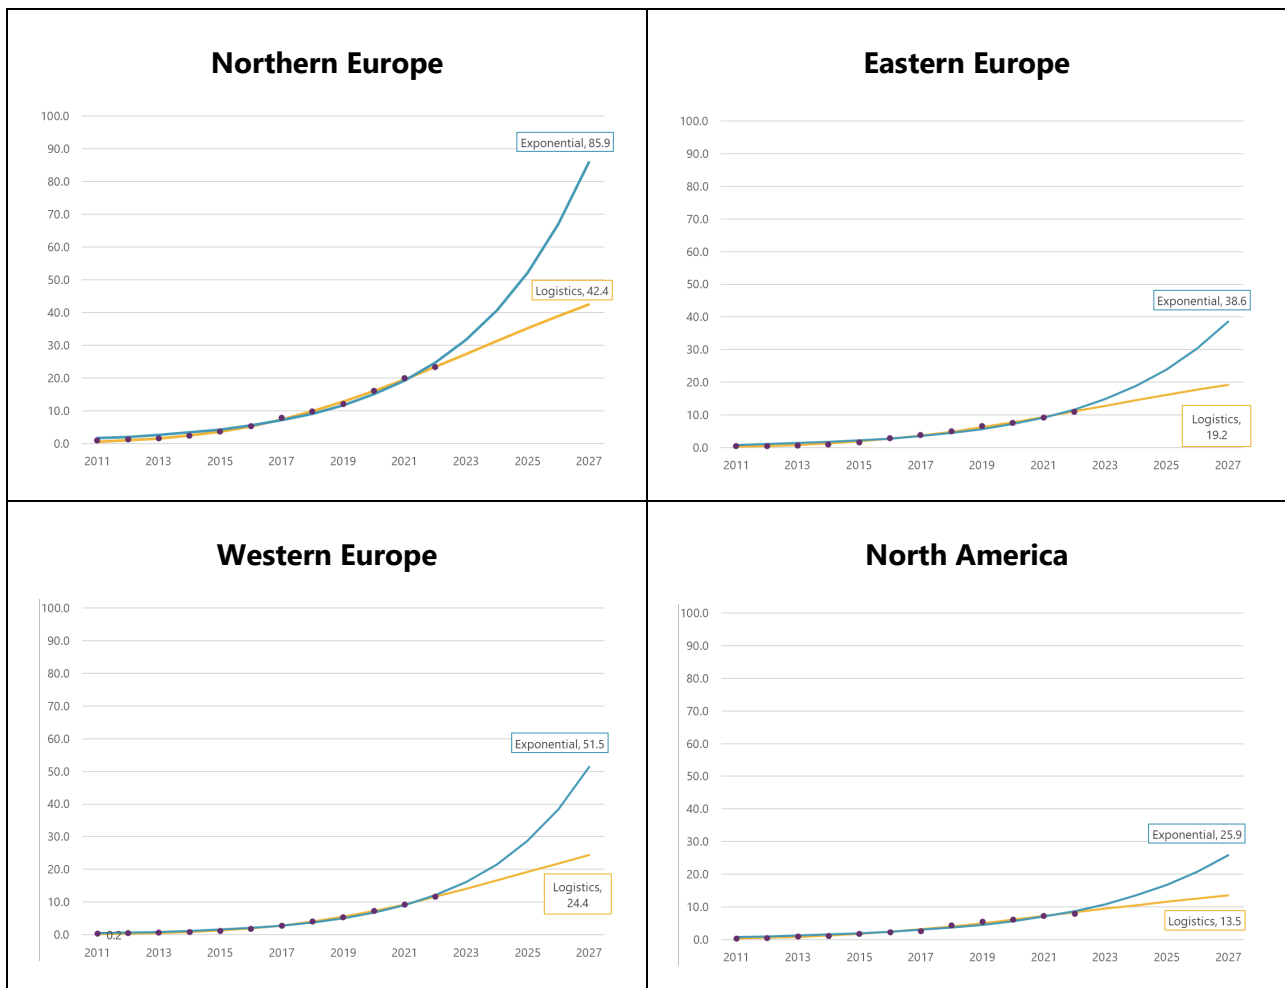 Northern Europe
100.0
90.0
80.0
70.0
60.0
50.0
40.0
30.0
20.0
10.0
0.0
Exponential, 85.9
Logistics, 42.4
2011 2013 2015 2017 2019 2021 2023 2025 2027
Eastern Europe
100.0
90.0
80.0
70.0
60.0
50.0
40.0
30.0
20.0
10.0
0.0
Exponential, 38.6
Logistics,
19.2
2011 2013 2015 2017 2019 2021 2023 2025 2027
Western Europe
100.0
90.0
80.0
70.0
60.0
50.0
40.0
30.0
20.0
10.0
0.0
0.2
Exponential, 51.5
Logistics,
24.4
2011 2013 2015 2017 2019 2021 2023 2025 2027
North America
100.0
90.0
80.0
70.0
60.0
50.0
40.0
30.0
20.0
10.0
0.0
Exponential, 25.9
Logistics, 13.5
2011 2013 2015 2017 2019 2021 2023 2025 2027